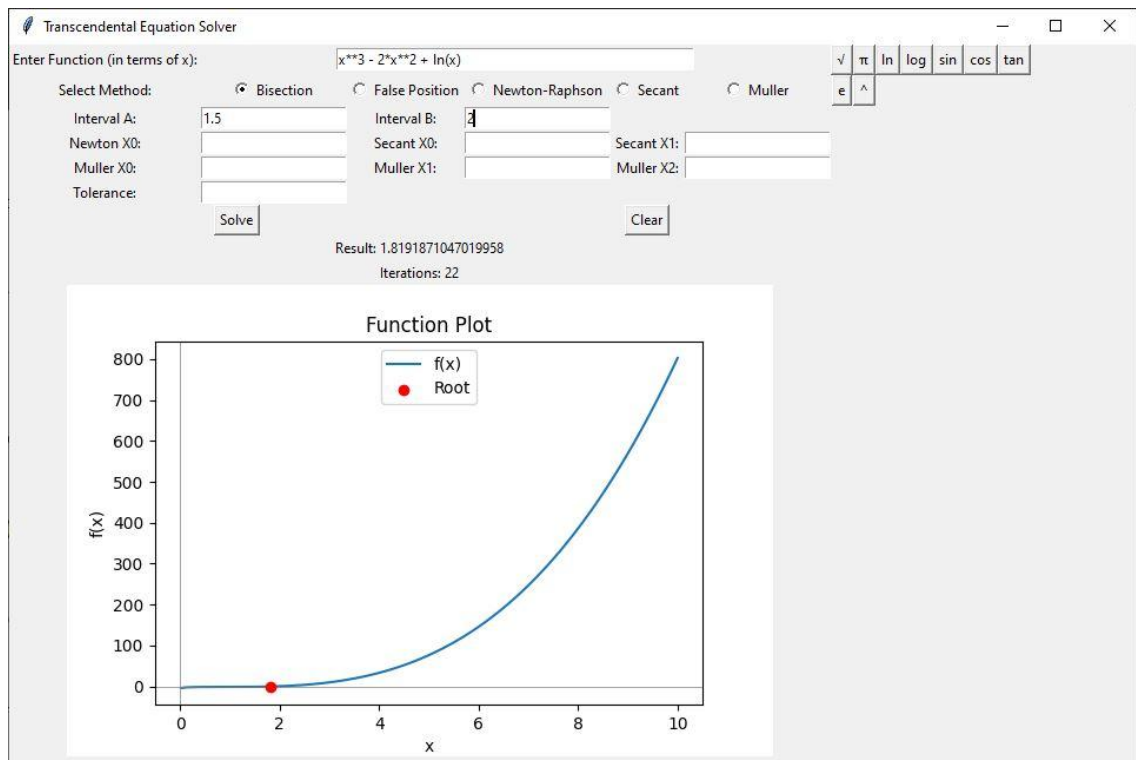 Transcendental Equation Solver
Enter Function (in terms of x): x**3 - 2*x**2 + ln(x) √ π ln log sin cos tan
Select Method: Bisection False Position Newton-Raphson Secant Muller e ^
Interval A: 1.5 Interval B: 2
Newton X0: Secant X0: Secant X1:
Muller X0: Muller X1: Muller X2:
Tolerance:
Solve Clear
Result: 1.8191871047019958
Iterations: 22
Function Plot
f(x)
Root
800
700
600
500
400
300
200
100
0
f(x)
0 2 4 6 8 10
x